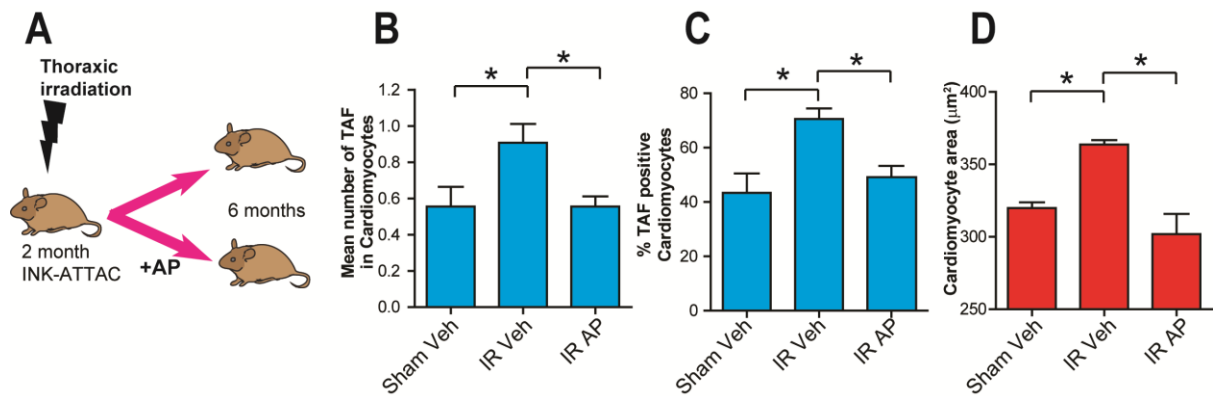 A
Thoraxic
irradiation
2 month
INK-ATTAC
+AP
6 months
B
Mean number of TAF
in Cardiomyocytes
1.2
1.0
0.8
0.6
0.4
0.2
0.0
*
*
Sham Veh
IR Veh
IR AP
C
% TAF positive
Cardiomyocytes
80
60
40
20
0
*
*
Sham Veh
IR Veh
IR AP
D
Cardiomyocyte area (μm²)
400
350
300
250
*
*
Sham Veh
IR Veh
IR AP